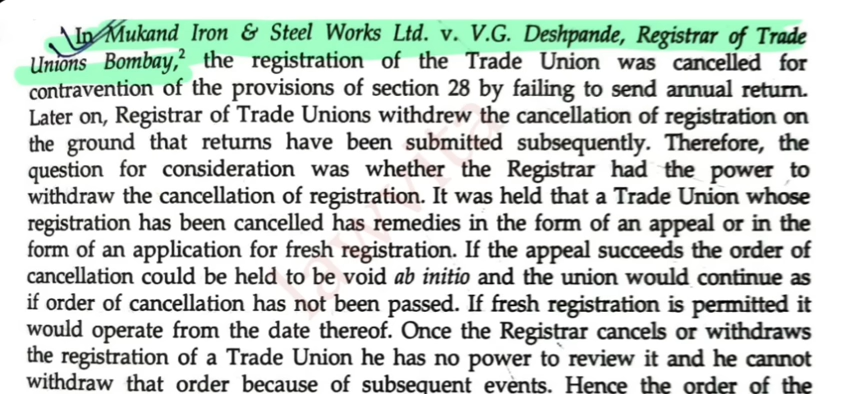 In Mukand Iron & Steel Works Ltd. v. V.G. Deshpande, Registrar of Trade
Unions Bombay,2 the registration of the Trade Union was cancelled for
contravention of the provisions of section 28 by failing to send annual return.
Later on, Registrar of Trade Unions withdrew the cancellation of registration on
the ground that returns have been submitted subsequently. Therefore, the
question for consideration was whether the Registrar had the power to
withdraw the cancellation of registration. It was held that a Trade Union whose
registration has been cancelled has remedies in the form of an appeal or in the
form of an application for fresh registration. If the appeal succeeds the order of
cancellation could be held to be void ab initio and the union would continue as
if order of cancellation has not been passed. If fresh registration is permitted it
would operate from the date thereof. Once the Registrar cancels or withdraws
the registration of a Trade Union he has no power to review it and he cannot
withdraw that order because of subsequent events. Hence the order of the
lawvita